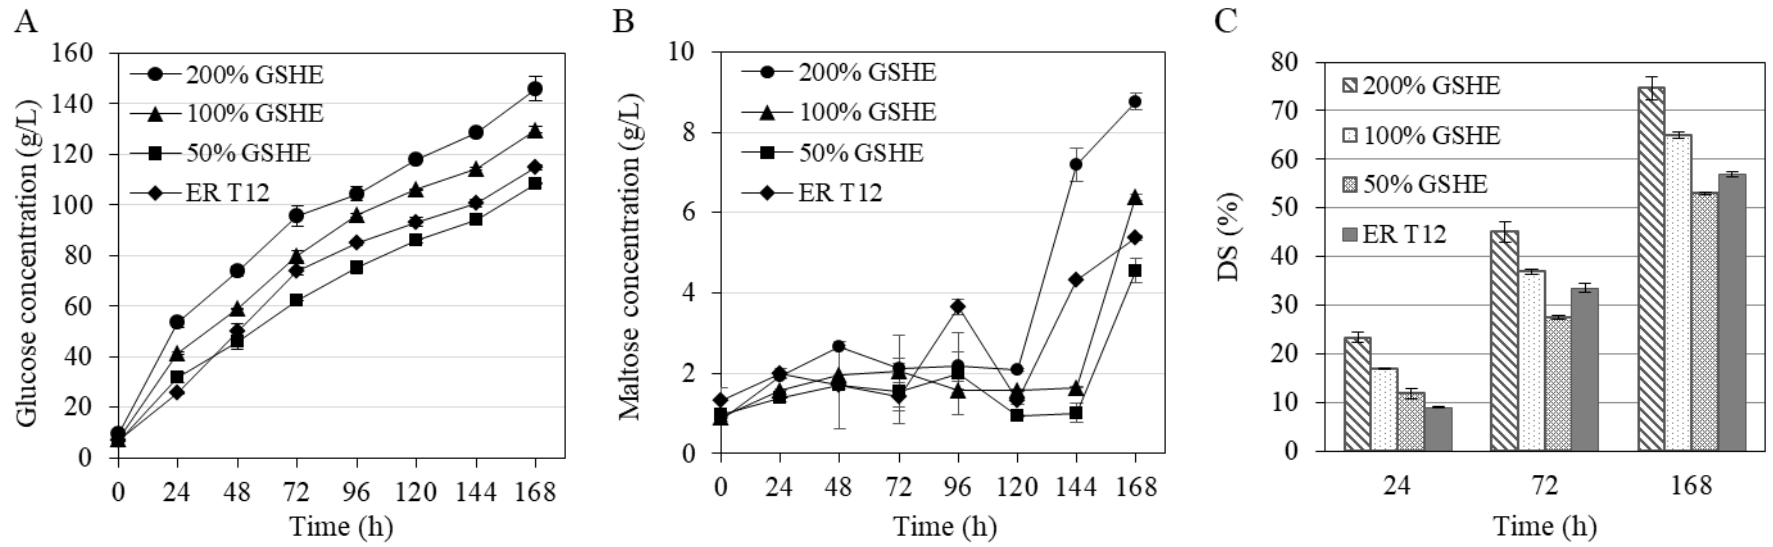 A
Glucose concentration (g/L)
160
140
120
100
80
60
40
20
0
200% GSHE
100% GSHE
50% GSHE
ER T12
0 24 48 72 96 120 144 168
Time (h)
B
Maltose concentration (g/L)
10
8
6
4
2
0
200% GSHE
100% GSHE
50% GSHE
ER T12
0 24 48 72 96 120 144 168
Time (h)
C
DS (%)
80
70
60
50
40
30
20
10
0
200% GSHE
100% GSHE
50% GSHE
ER T12
24 72 168
Time (h)